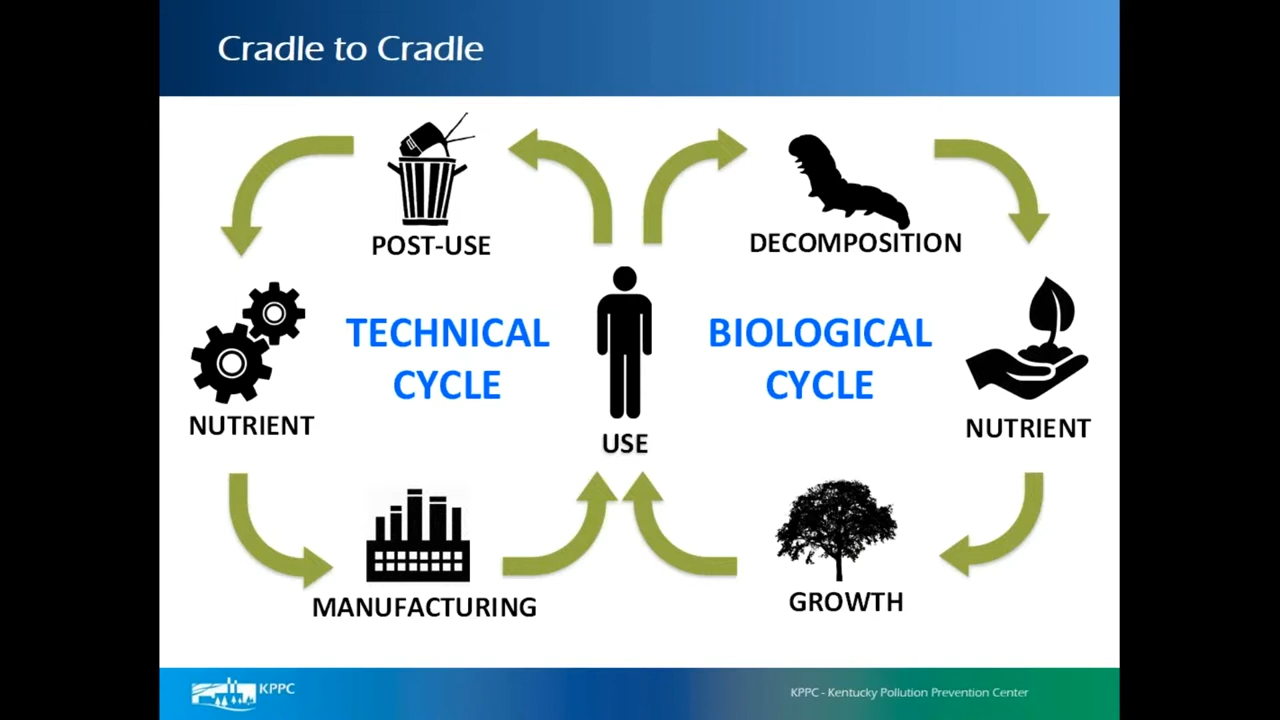 Cradle to Cradle
POST-USE
DECOMPOSITION
TECHNICAL
CYCLE
BIOLOGICAL
CYCLE
NUTRIENT
USE
NUTRIENT
MANUFACTURING
GROWTH
KPPC
KPPC - Kentucky Pollution Prevention Center